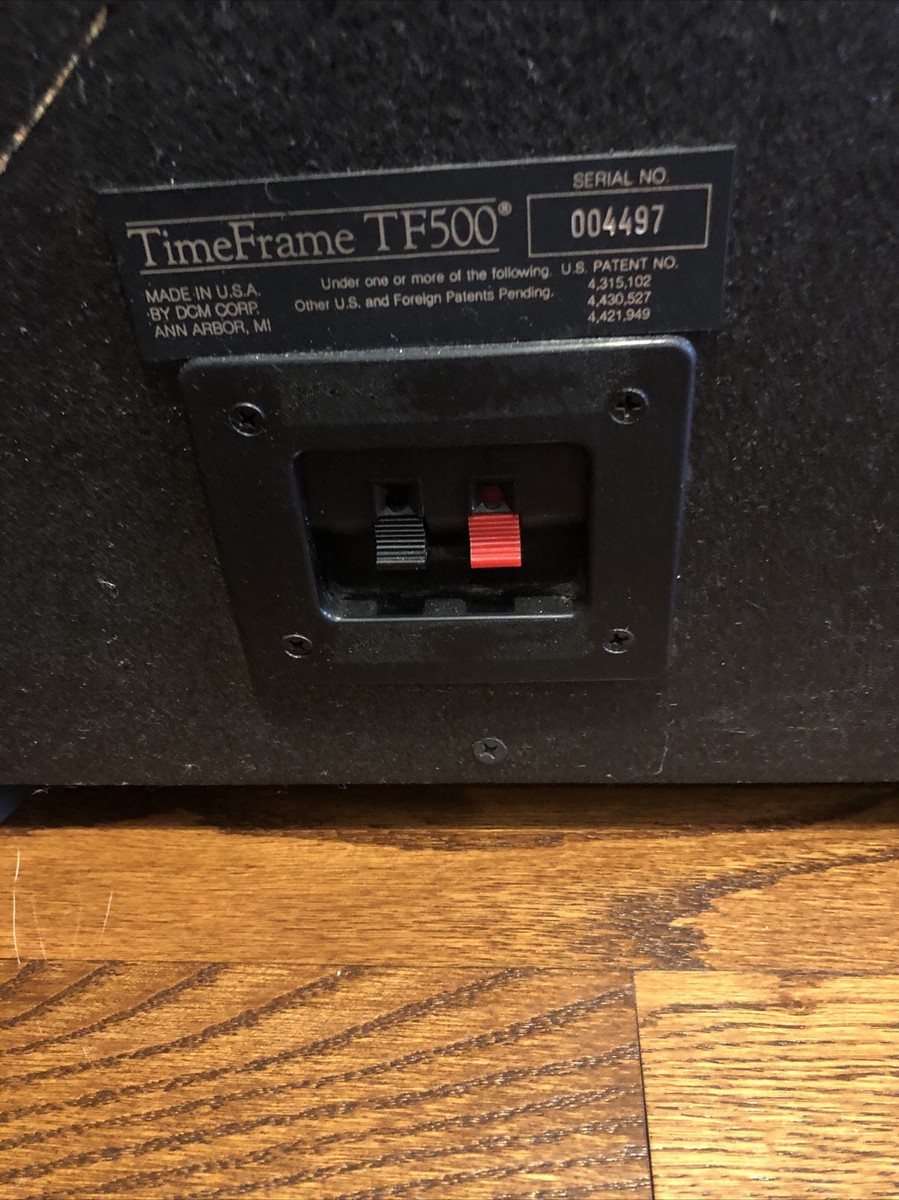 TimeFrame TF500®
SERIAL NO.
004497
MADE IN U.S.A.
BY DCM CORP.
ANN ARBOR, MI
Under one or more of the following.
Other U.S. and Foreign Patents Pending.
U.S. PATENT NO.
4,315,102
4,430,527
4,421,949